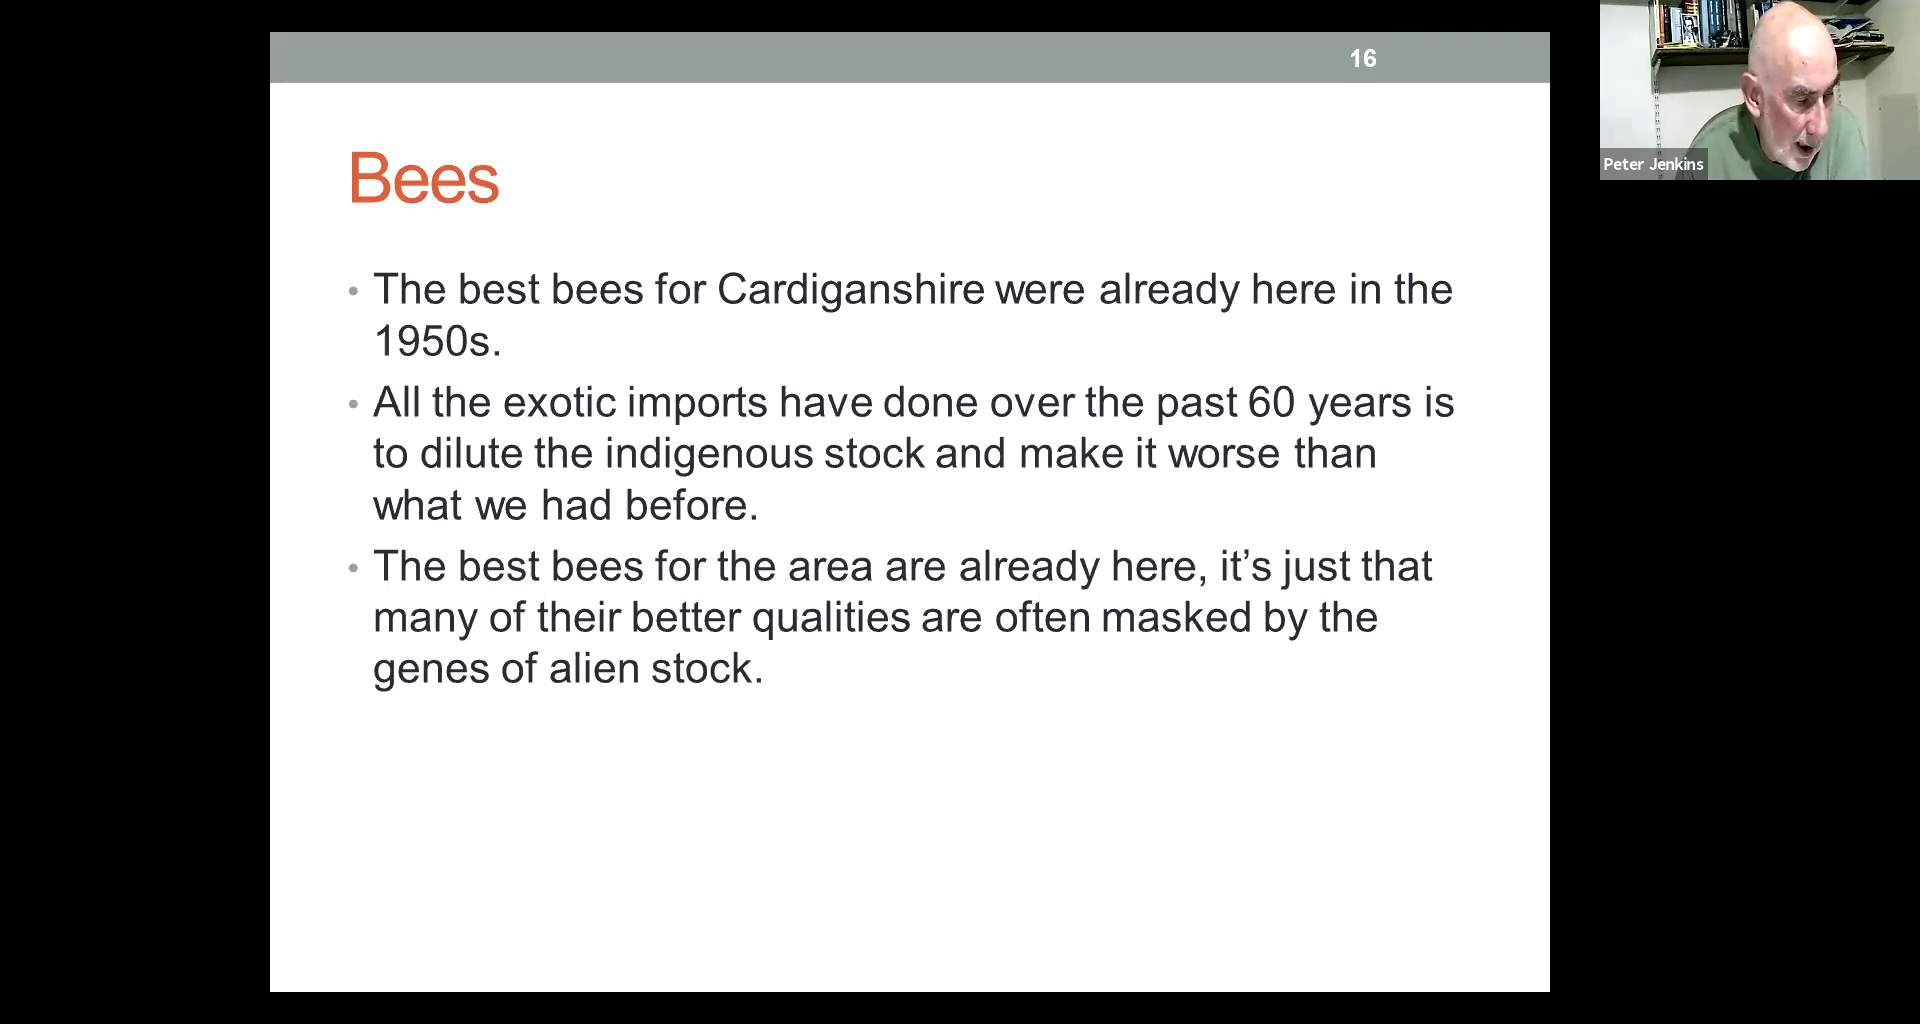 16
Peter Jenkins
Bees
• The best bees for Cardiganshire were already here in the
1950s.
• All the exotic imports have done over the past 60 years is
to dilute the indigenous stock and make it worse than
what we had before.
• The best bees for the area are already here, it’s just that
many of their better qualities are often masked by the
genes of alien stock.